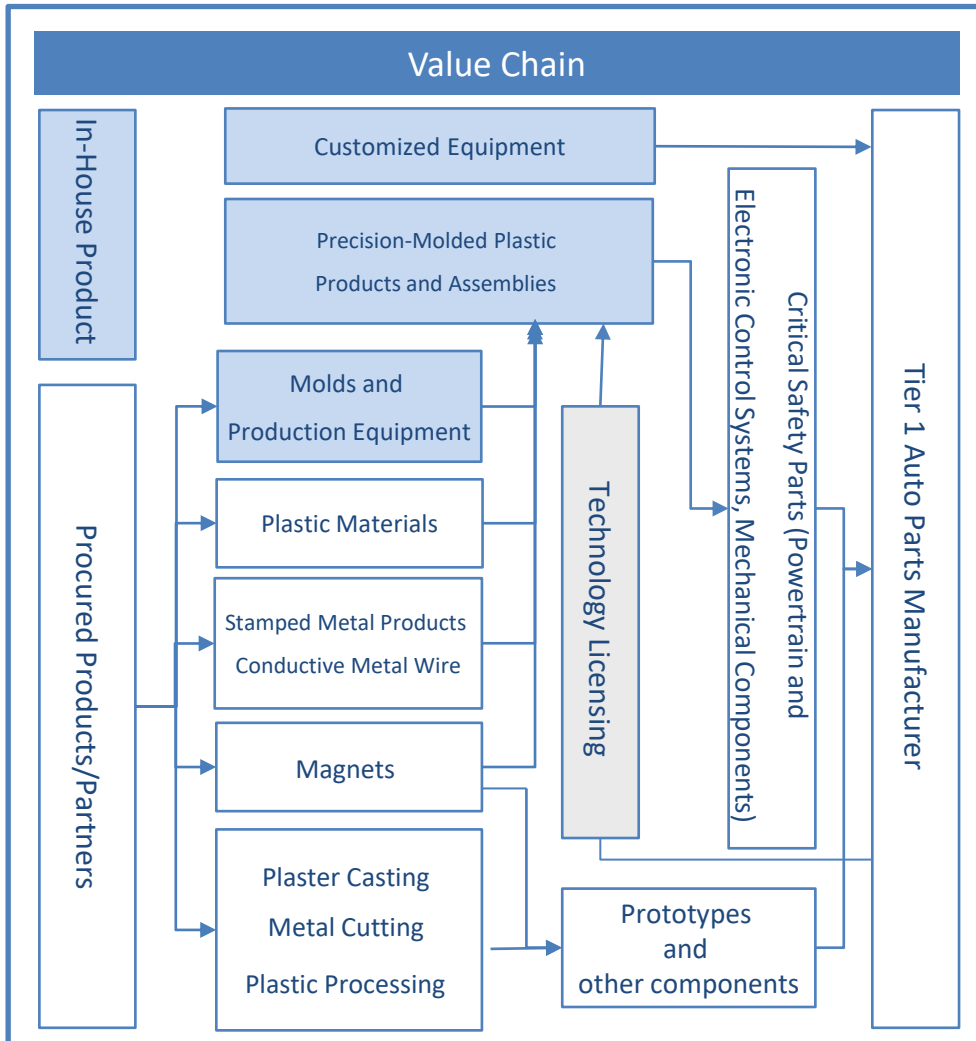 Value Chain
In-House Product
Customized Equipment
Precision-Molded Plastic
Products and Assemblies
Procured Products/Partners
Molds and
Production Equipment
Plastic Materials
Stamped Metal Products
Conductive Metal Wire
Magnets
Plaster Casting
Metal Cutting
Plastic Processing
Technology Licensing
Prototypes
and
other components
Critical Safety Parts (Powertrain and
Electronic Control Systems, Mechanical Components)
Tier 1 Auto Parts Manufacturer